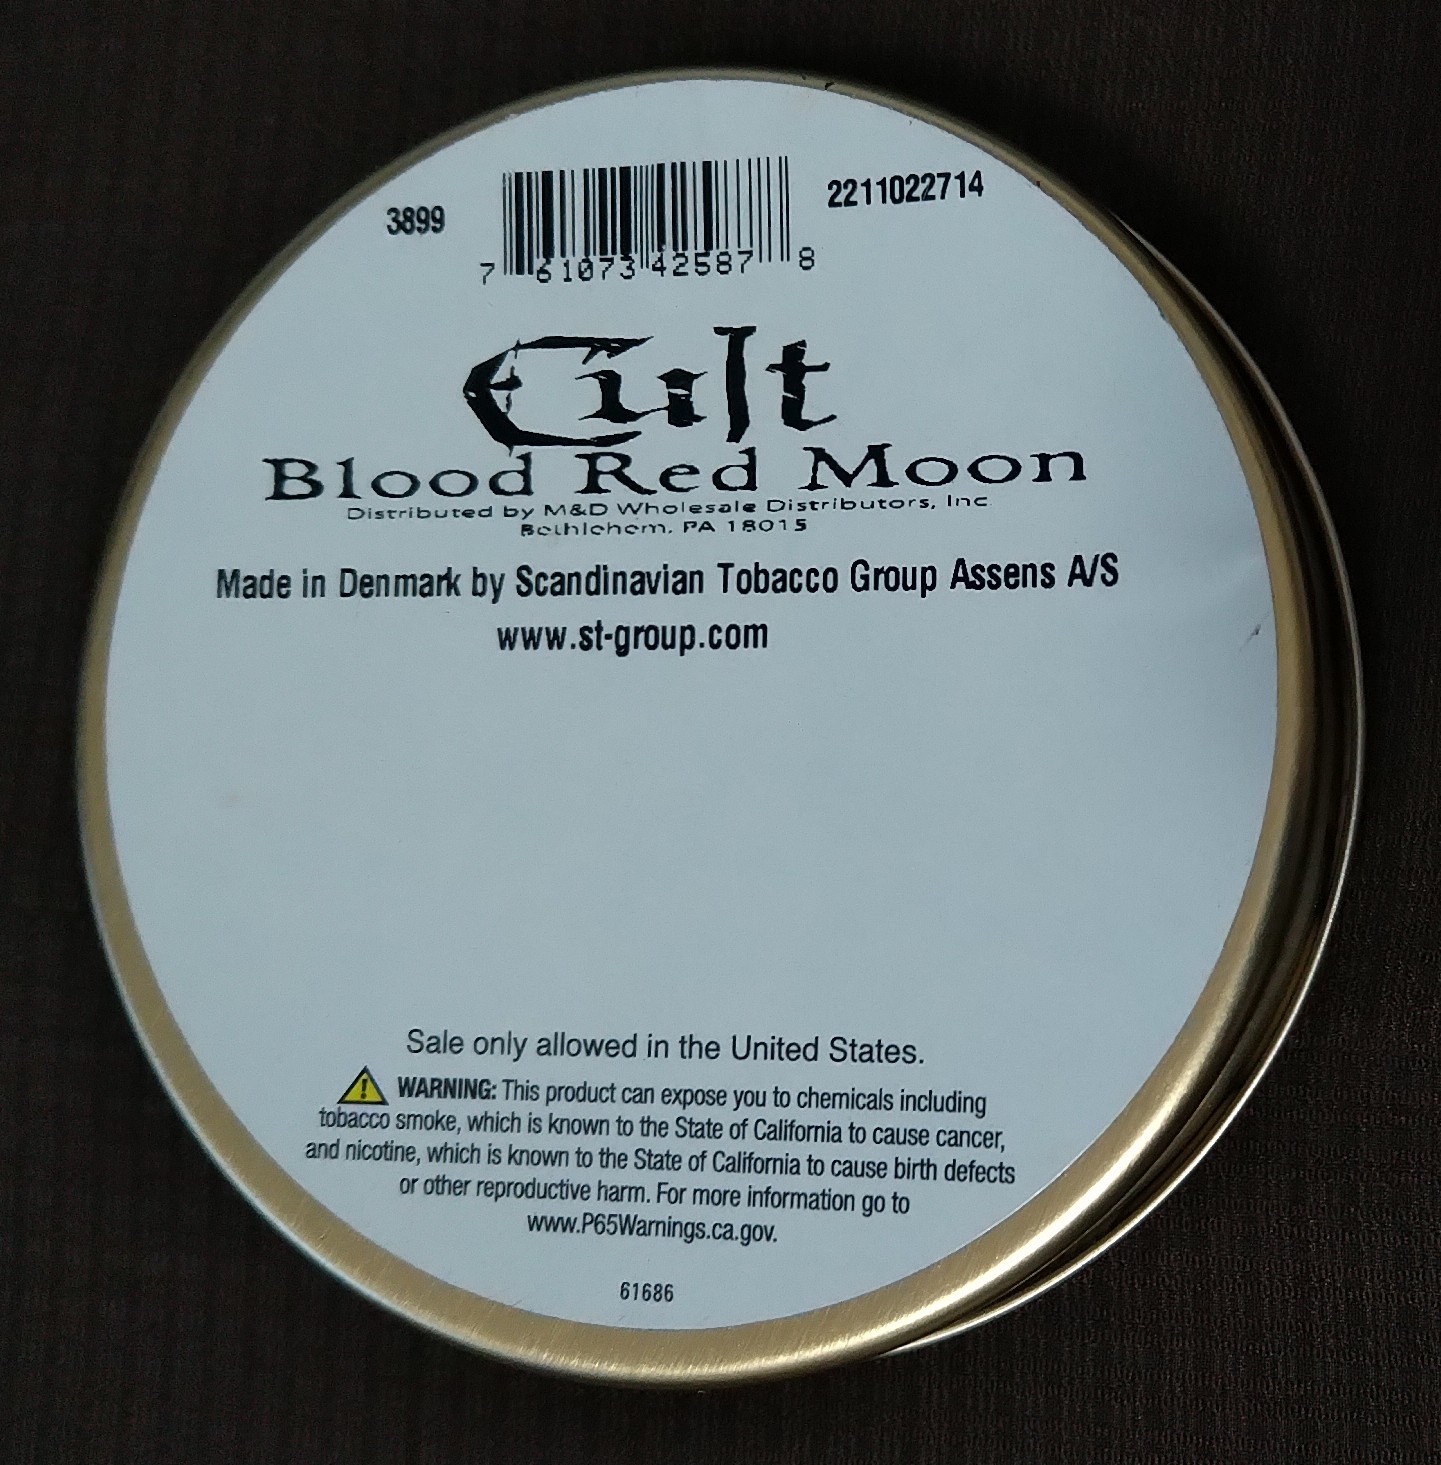 3899
2211022714
7 61073 42587 8
Cult
Blood Red Moon
Distributed by M&D Wholesale Distributors, Inc.
Bethlehem, PA 18015
Made in Denmark by Scandinavian Tobacco Group Assens A/S
www.st-group.com
Sale only allowed in the United States.
WARNING: This product can expose you to chemicals including
tobacco smoke, which is known to the State of California to cause cancer,
and nicotine, which is known to the State of California to cause birth defects
or other reproductive harm. For more information go to
www.P65Warnings.ca.gov.
61686